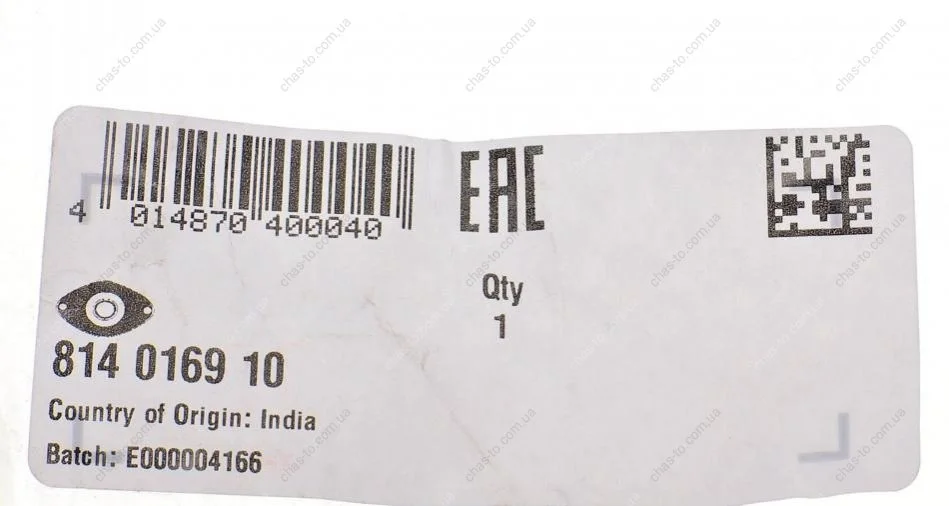 4 014870 400040
EAC
Qty
1
814 0169 10
Country of Origin: India
Batch: E000004166
chas-to.com.ua